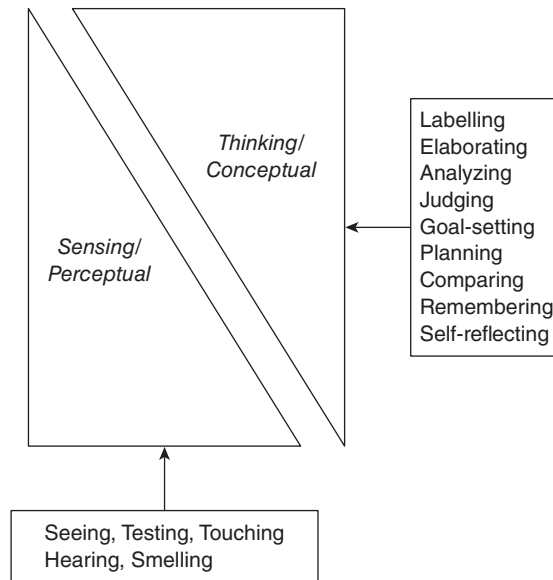 Thinking/
Conceptual
Sensing/
Perceptual
Labelling
Elaborating
Analyzing
Judging
Goal-setting
Planning
Comparing
Remembering
Self-reflecting
Seeing, Testing, Touching
Hearing, Smelling